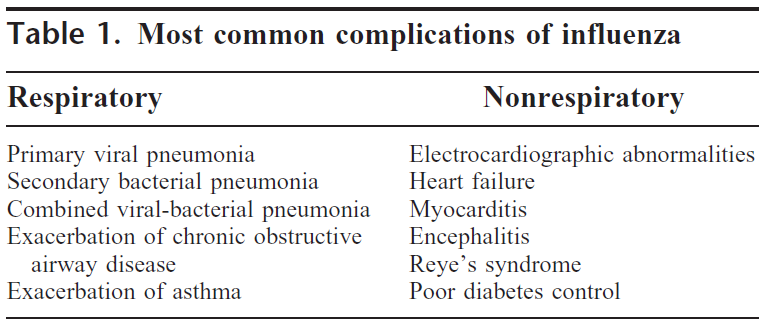 Table 1. Most common complications of influenza
Respiratory Nonrespiratory
Primary viral pneumonia Electrocardiographic abnormalities
Secondary bacterial pneumonia Heart failure
Combined viral-bacterial pneumonia Myocarditis
Exacerbation of chronic obstructive Encephalitis
airway disease Reye's syndrome
Exacerbation of asthma Poor diabetes control